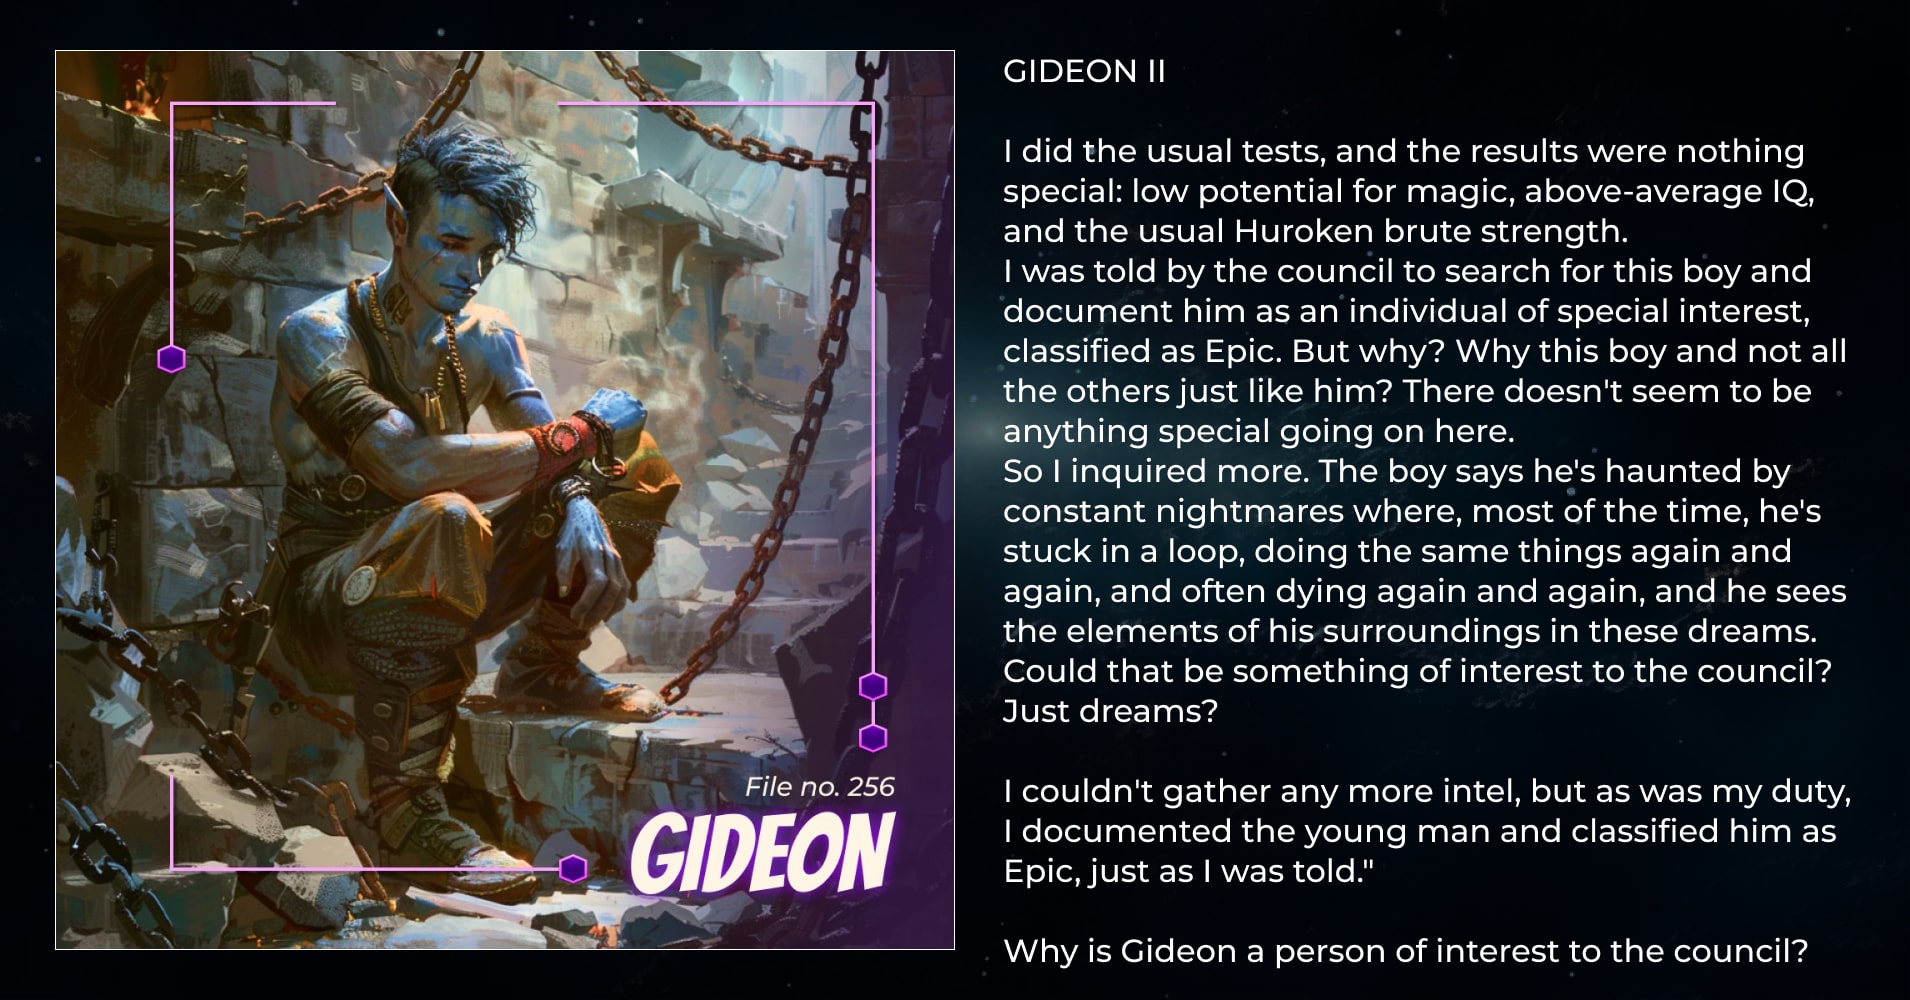 File no. 256
GIDEON
GIDEON II
I did the usual tests, and the results were nothing
special: low potential for magic, above-average IQ,
and the usual Huroken brute strength.
I was told by the council to search for this boy and
document him as an individual of special interest,
classified as Epic. But why? Why this boy and not all
the others just like him? There doesn't seem to be
anything special going on here.
So I inquired more. The boy says he's haunted by
constant nightmares where, most of the time, he's
stuck in a loop, doing the same things again and
again, and often dying again and again, and he sees
the elements of his surroundings in these dreams.
Could that be something of interest to the council?
Just dreams?
I couldn't gather any more intel, but as was my duty,
I documented the young man and classified him as
Epic, just as I was told."
Why is Gideon a person of interest to the council?